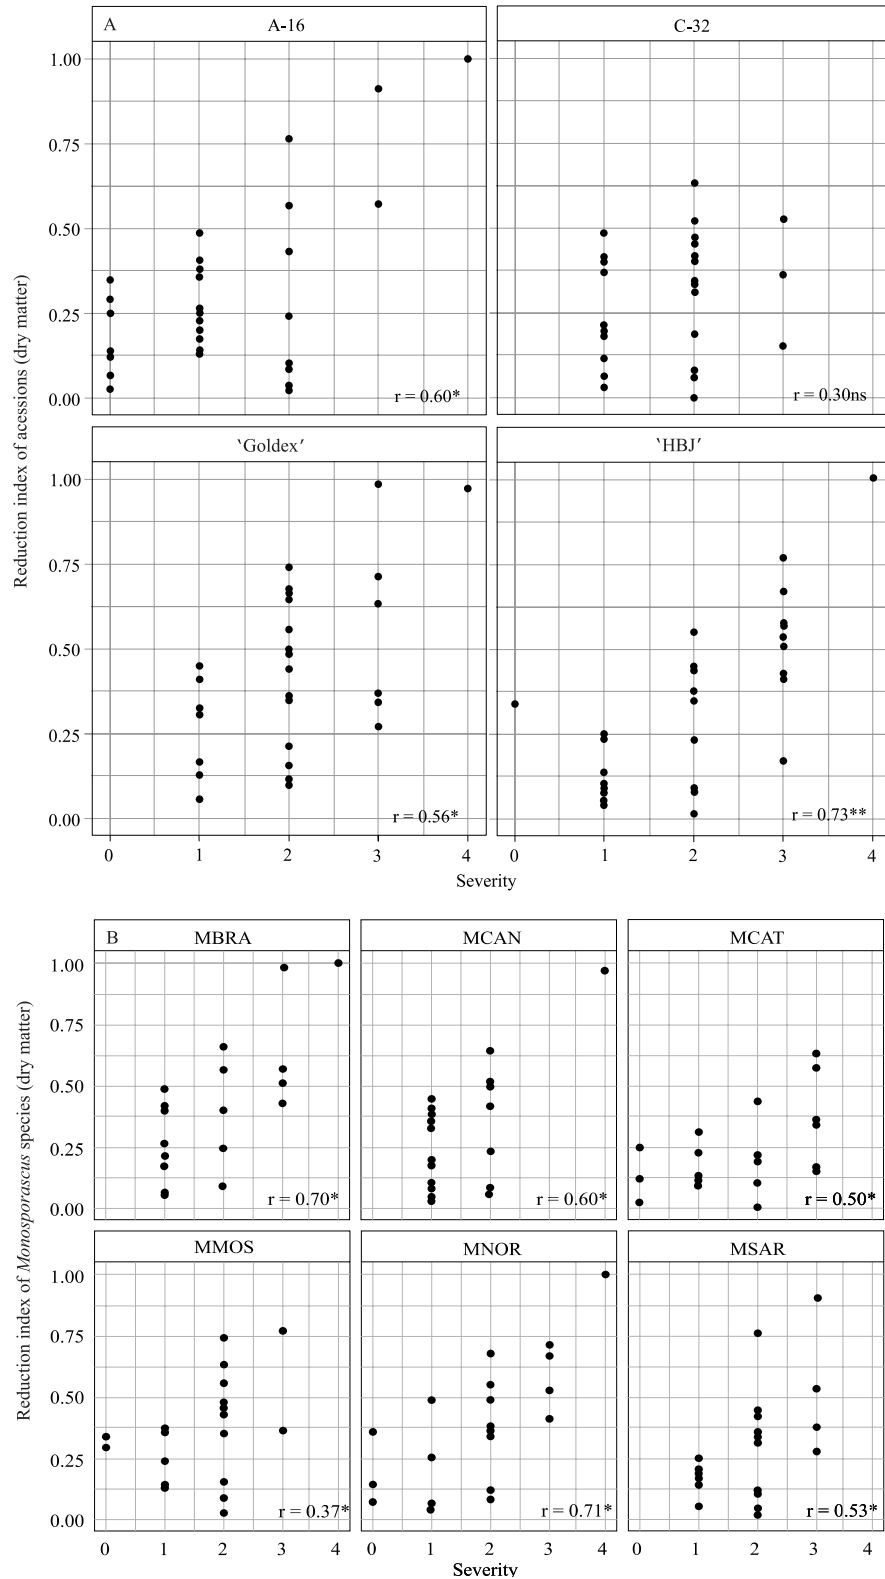 A A-16 C-32
1.00
0.75
0.50
0.25
0.00
r = 0.60*
r = 0.30ns
Reduction index of acessions (dry matter)
‵Goldex′ ‵HBJ′
1.00
0.75
0.50
0.25
0.00
r = 0.56*
r = 0.73**
0 1 2 3 4 0 1 2 3 4
Severity
B MBRA MCAN MCAT
1.00
0.75
0.50
0.25
0.00
r = 0.70*
r = 0.60*
r = 0.50*
Reduction index of Monosporascus species (dry matter)
MMOS MNOR MSAR
1.00
0.75
0.50
0.25
0.00
r = 0.37*
r = 0.71*
r = 0.53*
0 1 2 3 4 0 1 2 3 4 0 1 2 3 4
Severity